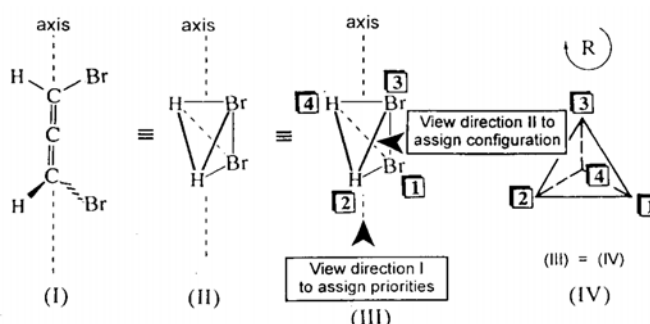 axis
axis
axis
R
H
Br
C
C
C
H
Br
≡
H
Br
H
Br
≡
4
H
3
Br
H
Br
2
1
View direction II to
assign configuration
3
4
2
1
View direction I
to assign priorities
(I)
(II)
(III)
(III) = (IV)
(IV)